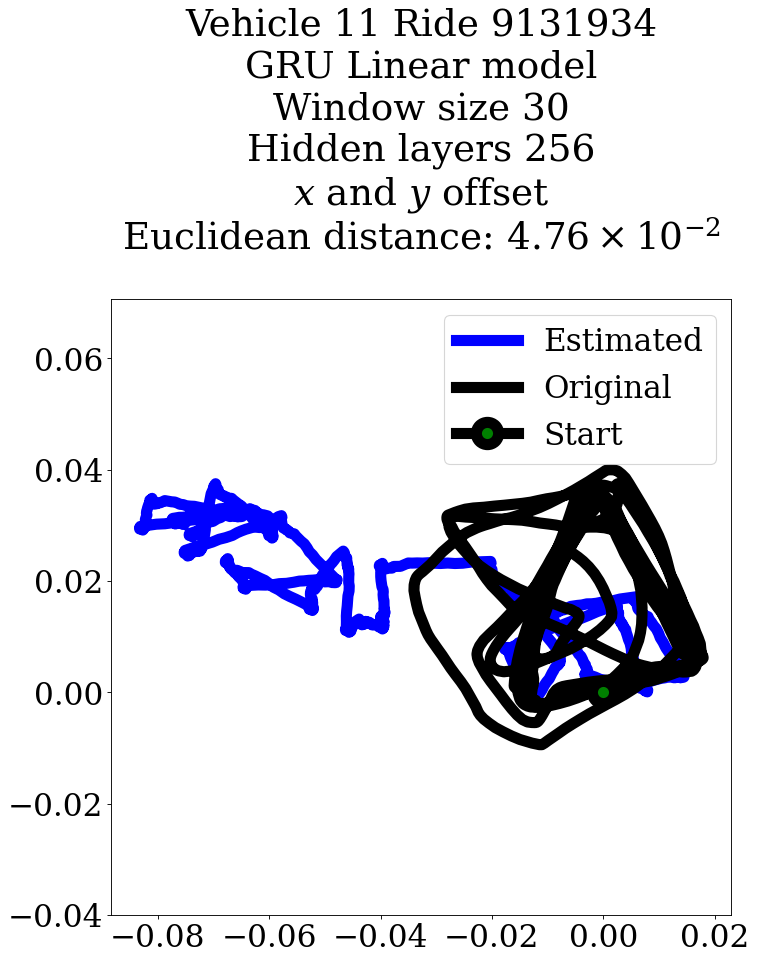 Vehicle 11 Ride 9131934
GRU Linear model
Window size 30
Hidden layers 256
x and y offset
Euclidean distance: 4.76 × 10⁻²
Estimated
Original
Start
0.06
0.04
0.02
0.00
−0.02
−0.04
−0.08 −0.06 −0.04 −0.02 0.00 0.02